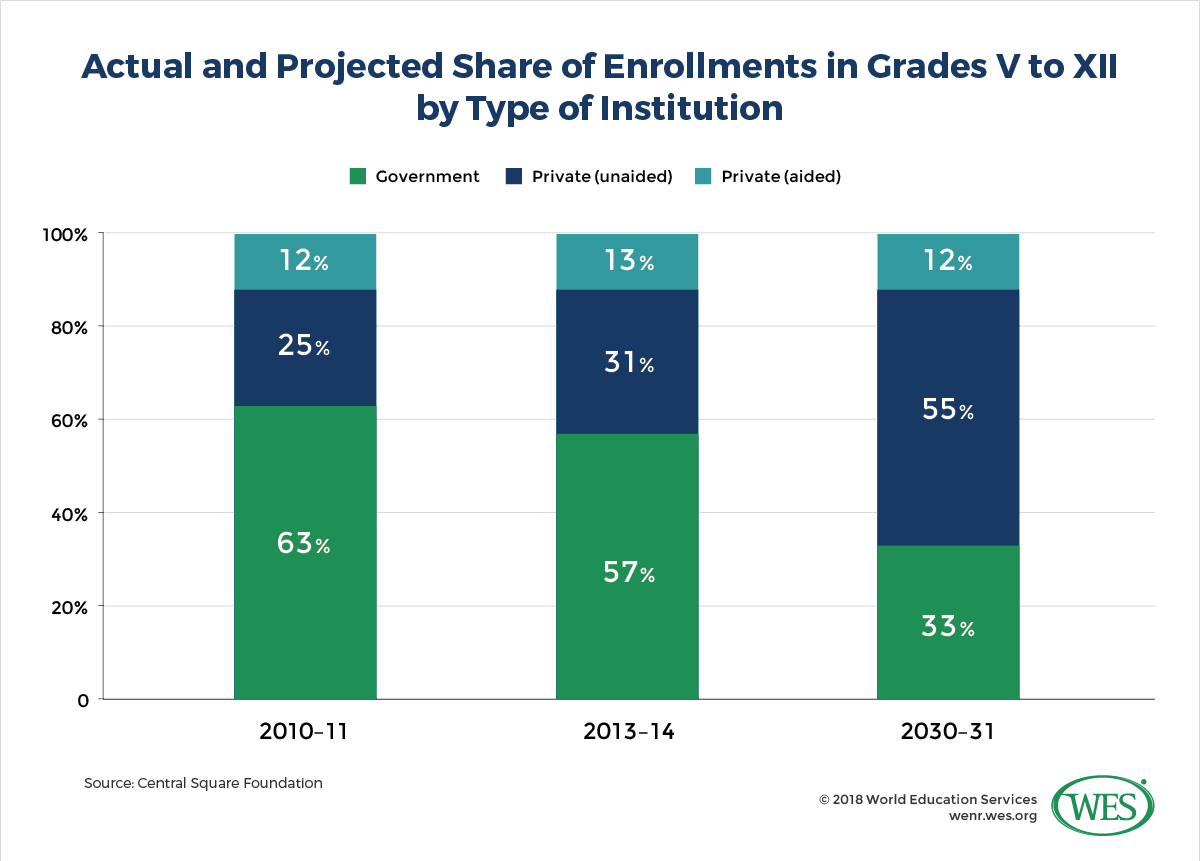 Actual and Projected Share of Enrollments in Grades V to XII
by Type of Institution
Government Private (unaided) Private (aided)
100%
80%
60%
40%
20%
0
12% 13% 12%
25% 31% 55%
63% 57% 33%
2010–11 2013–14 2030–31
Source: Central Square Foundation
© 2018 World Education Services
wenr.wes.org
WES